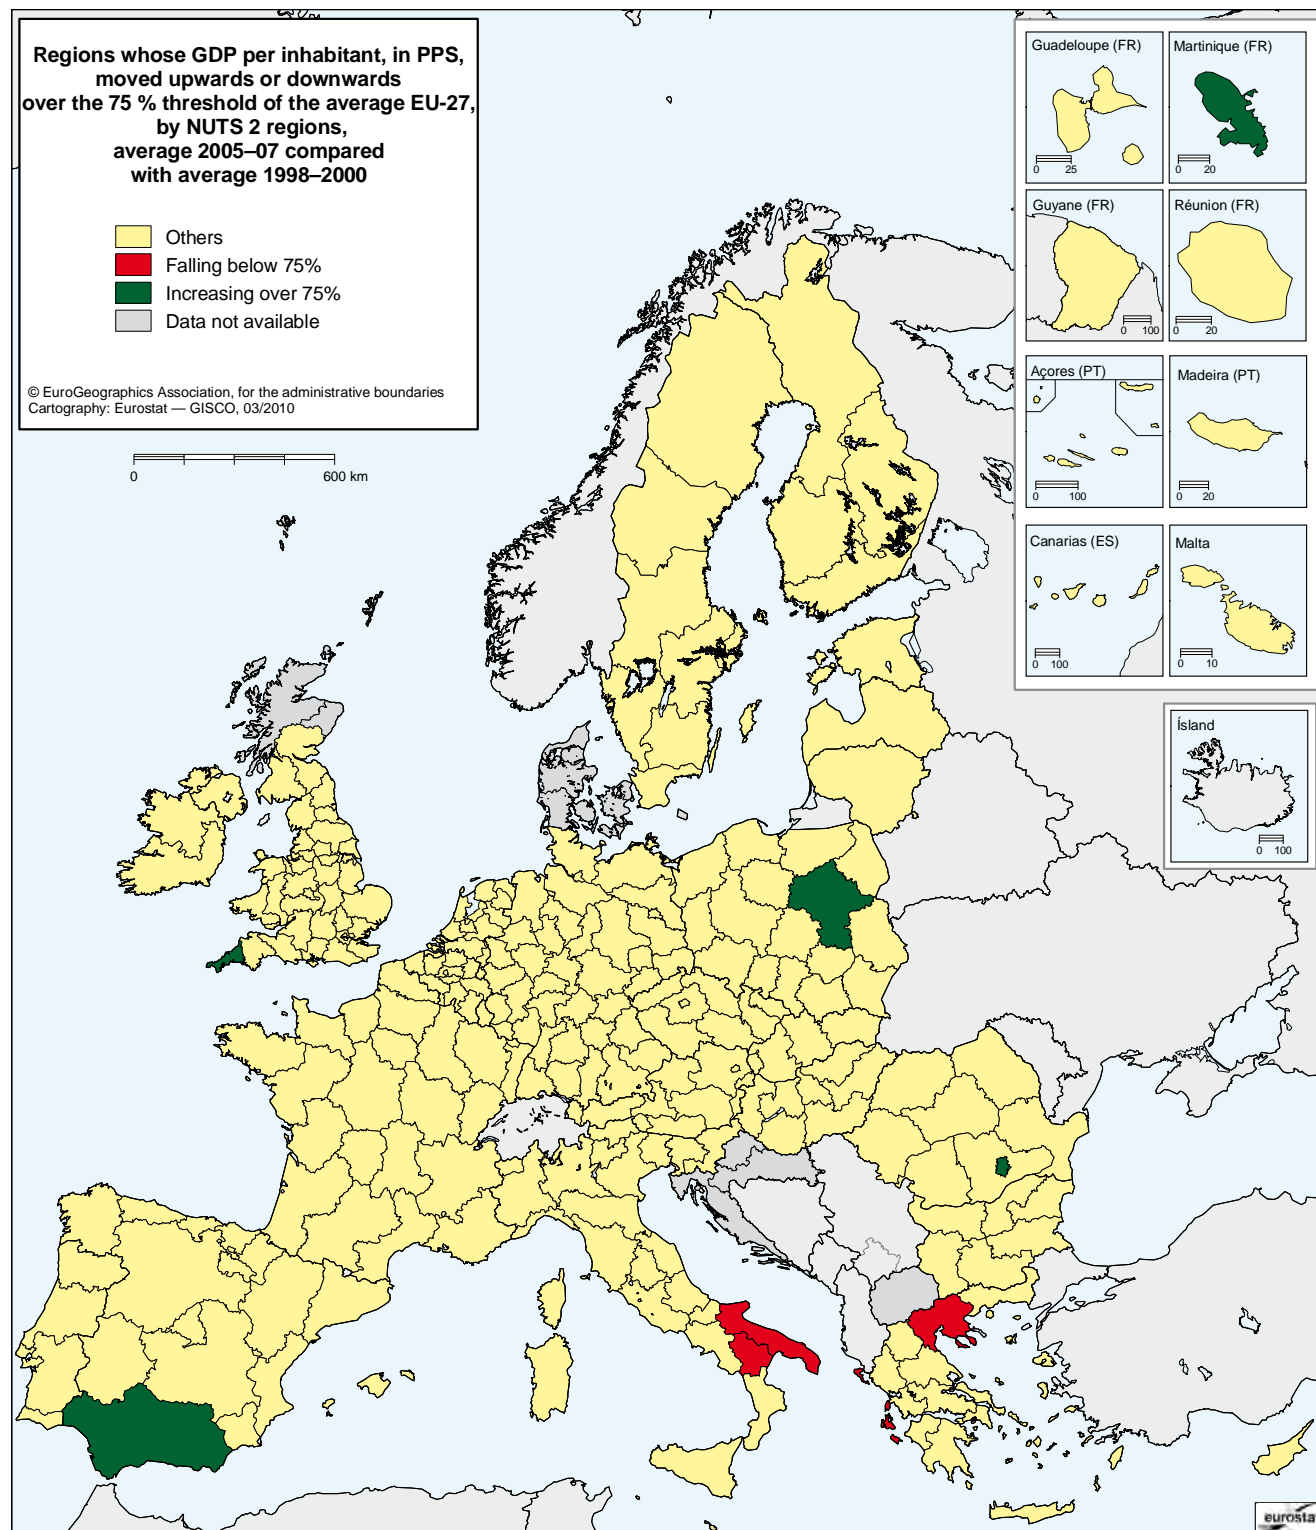 Regions whose GDP per inhabitant, in PPS,
moved upwards or downwards
over the 75 % threshold of the average EU-27,
by NUTS 2 regions,
average 2005–07 compared
with average 1998–2000
Others
Falling below 75%
Increasing over 75%
Data not available
© EuroGeographics Association, for the administrative boundaries
Cartography: Eurostat — GISCO, 03/2010
0 600 km
Guadeloupe (FR)
0 25
Martinique (FR)
0 20
Guyane (FR)
0 100
Réunion (FR)
0 20
Açores (PT)
0 100
Madeira (PT)
0 20
Canarias (ES)
0 100
Malta
0 10
Ísland
0 100
eurosta